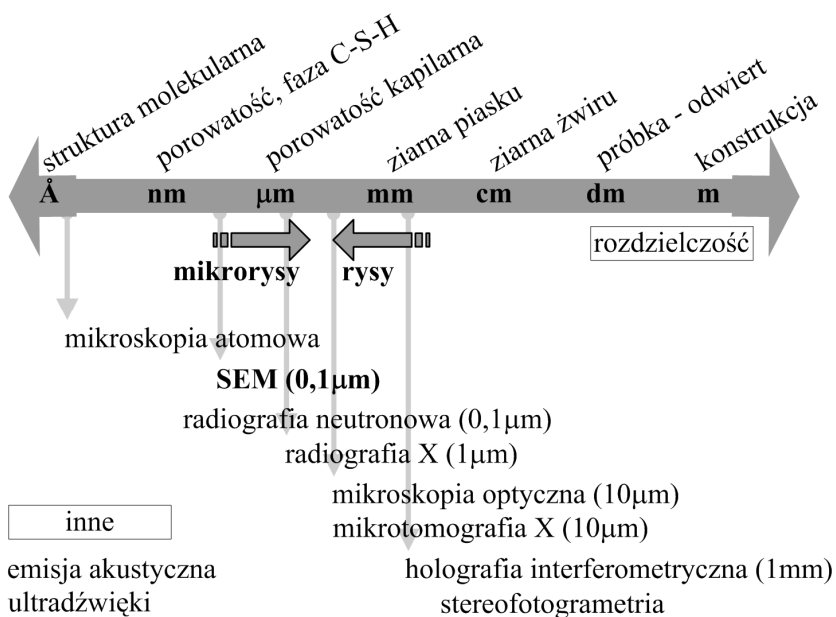 struktura molekularna
porowatość, faza C-S-H
porowatość kapilarna
ziarna piasku
ziarna żwiru
próbka - odwiert
konstrukcja
Å nm μm mm cm dm m
rozdzielczość
mikrorysy rysy
mikroskopia atomowa
SEM (0,1μm)
radiografia neutronowa (0,1μm)
radiografia X (1μm)
mikroskopia optyczna (10μm)
mikrotomografia X (10μm)
holografia interferometryczna (1mm)
stereofotogrametria
inne
emisja akustyczna
ultradźwięki